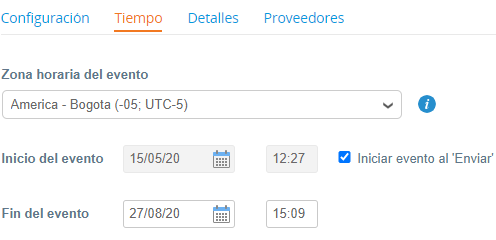 Configuración Tiempo Detalles Proveedores
Zona horaria del evento
America - Bogota (-05; UTC-5)
Inicio del evento 15/05/20 12:27 Iniciar evento al 'Enviar'
Fin del evento 27/08/20 15:09